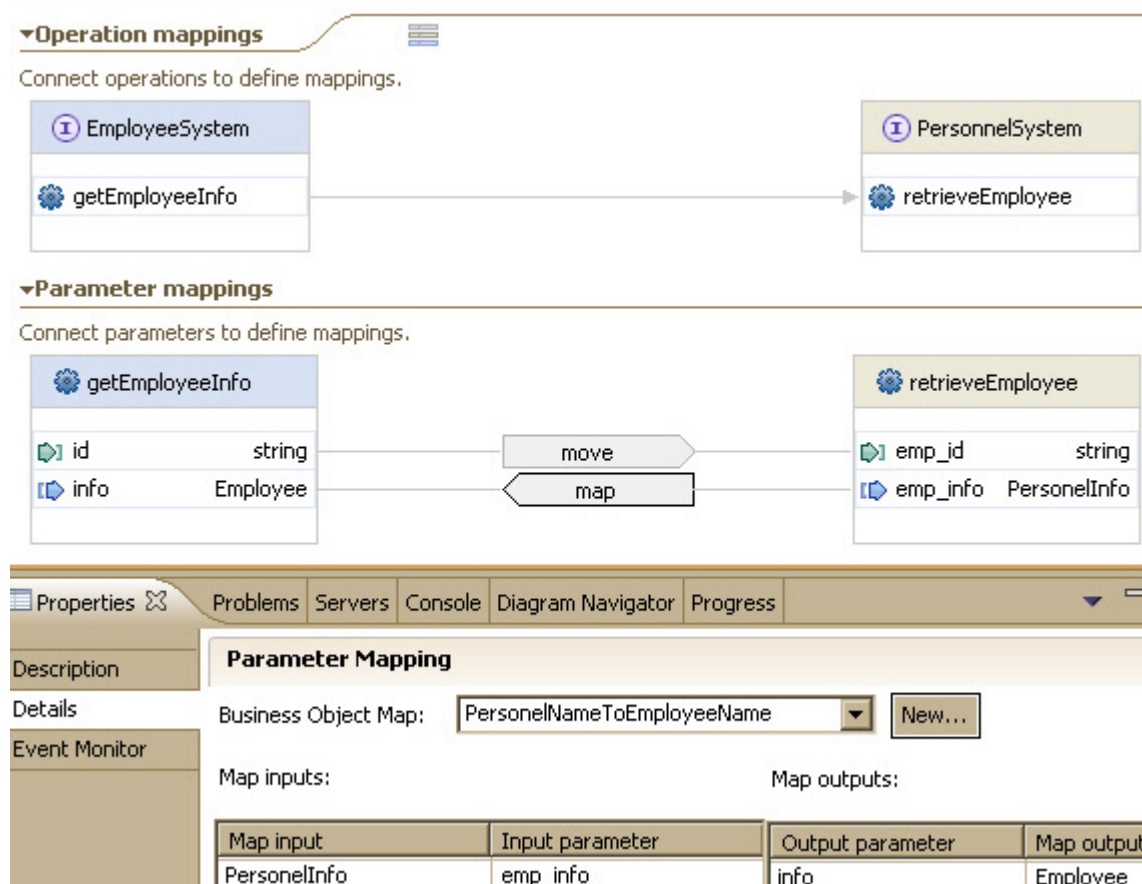 Operation mappings
Connect operations to define mappings.
EmployeeSystem PersonnelSystem
getEmployeeInfo retrieveEmployee
Parameter mappings
Connect parameters to define mappings.
getEmployeeInfo retrieveEmployee
id string move emp_id string
info Employee map emp_info PersonelInfo
Properties Problems Servers Console Diagram Navigator Progress
Description Parameter Mapping
Details Business Object Map: PersonelNameToEmployeeName New...
Event Monitor
Map inputs: Map outputs:
Map input Input parameter Output parameter Map output
PersonelInfo emp_info info Employee